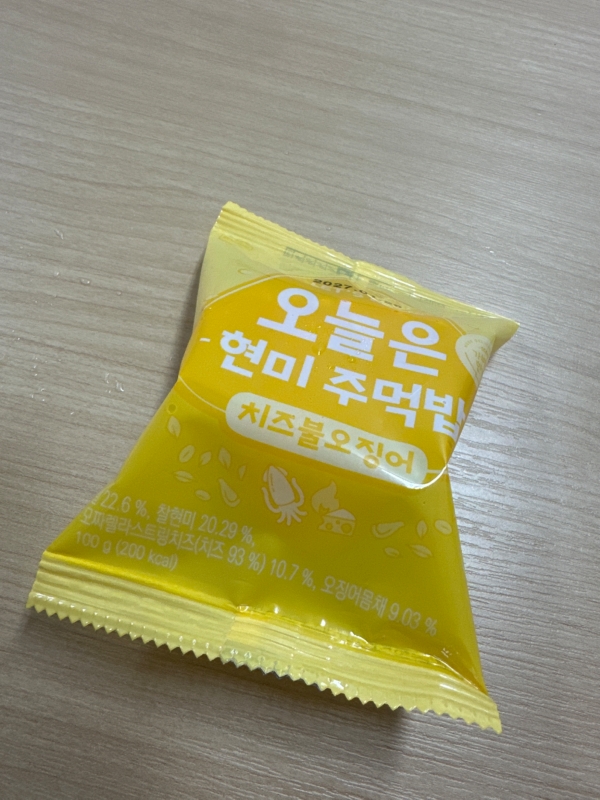 오늘은
현미 주먹밥
치즈불오징어
22.6 %, 찰현미 20.29 %,
모짜렐라스트링치즈(치즈 93 %) 10.7 %, 오징어몸채 9.03 %
100 g (200 kcal)